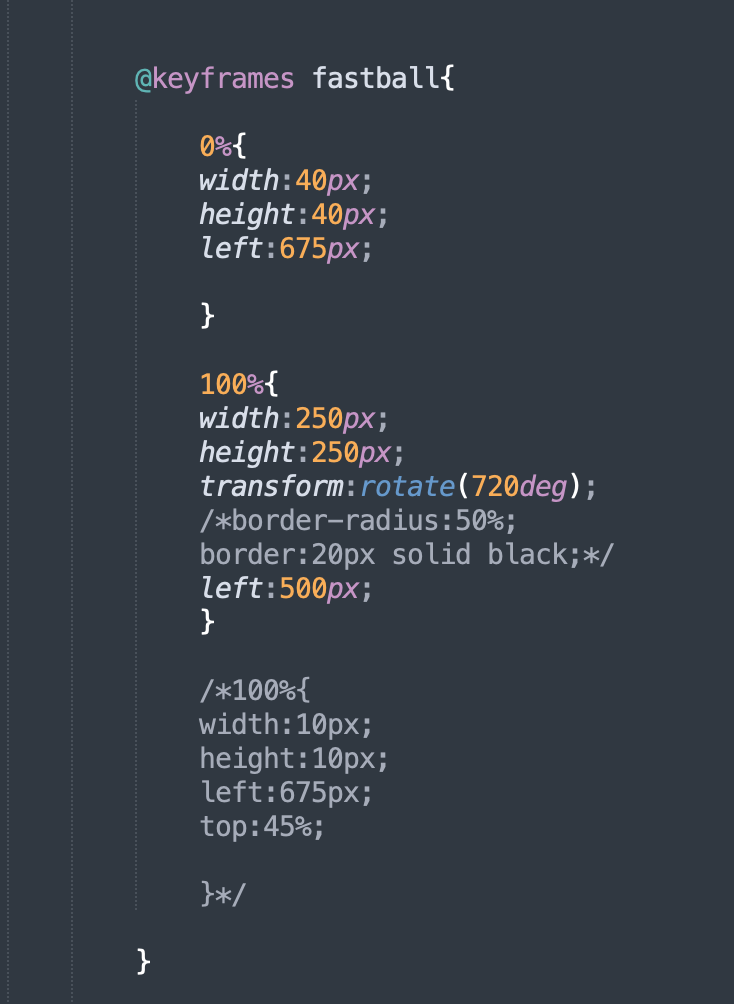 @keyframes fastball{
0%{
width:40px;
height:40px;
left:675px;
}
100%{
width:250px;
height:250px;
transform:rotate(720deg);
/*border-radius:50%;
border:20px solid black;*/
left:500px;
}
/*100%{
width:10px;
height:10px;
left:675px;
top:45%;
}*/
}